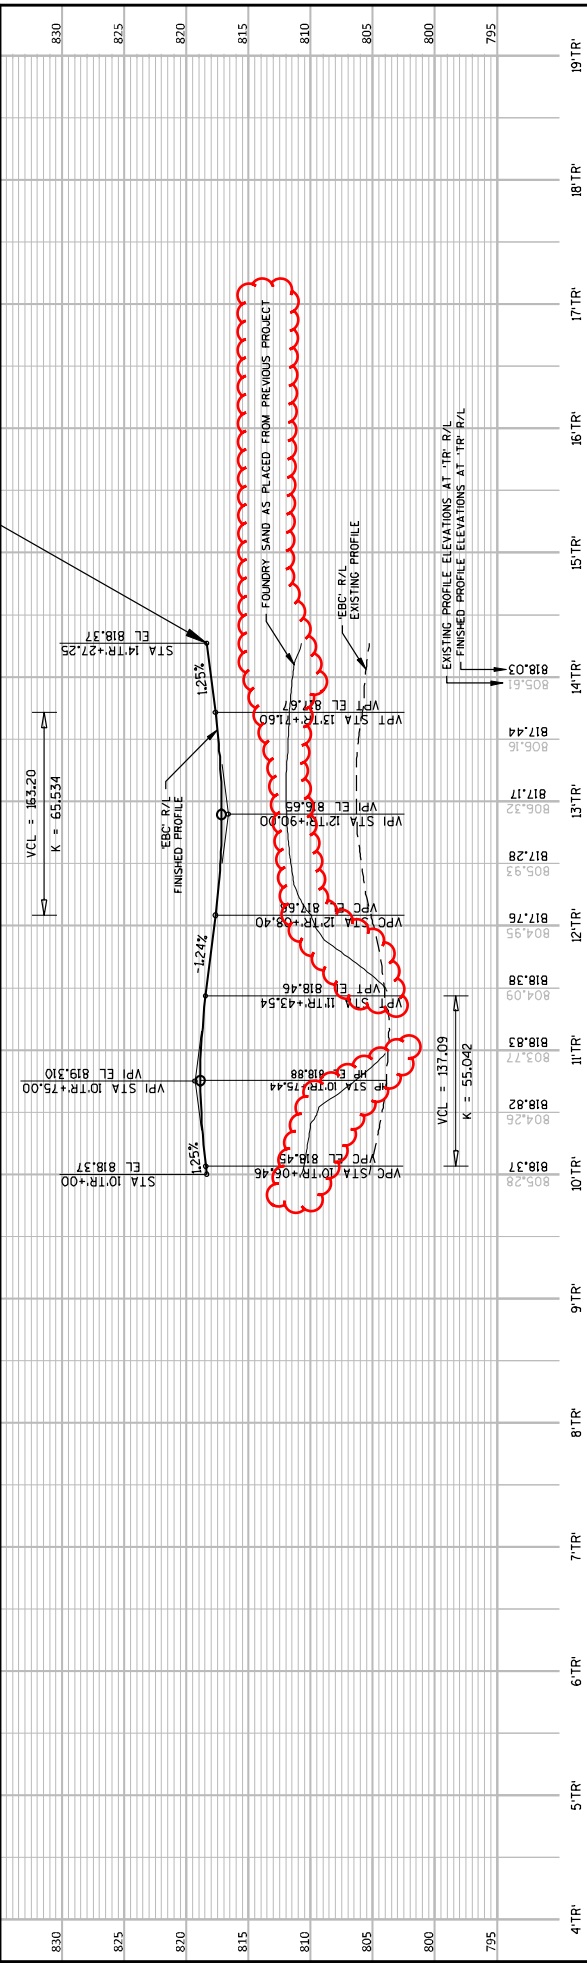 830
825
820
815
810
805
800
795
VCL = 163.20
K = 65.534
STA 10'TR'+00
EL 818.37
1.25%
VPI STA 10'TR'+75.00
VPI EL 819.310
-1.24%
'EBC' R/L
FINISHED PROFILE
1.25%
STA 14'TR'+27.25
EL 818.37
VPC STA 10'TR'+06.46
VPC EL 818.45
HP STA 10'TR'+75.44
HP EL 818.88
VPT STA 11'TR'+43.54
VPT EL 818.46
VPC STA 12'TR'+08.40
VPC EL 817.68
VPI STA 12'TR'+90.00
VPI EL 816.65
VPT STA 13'TR'+71.60
VPT EL 817.67
FOUNDRY SAND AS PLACED FROM PREVIOUS PROJECT
'EBC' R/L
EXISTING PROFILE
VCL = 137.09
K = 55.042
EXISTING PROFILE ELEVATIONS AT 'TR' R/L
FINISHED PROFILE ELEVATIONS AT 'TR' R/L
805.28
818.37
804.26
818.82
803.77
818.83
804.09
818.38
804.95
817.76
805.93
817.28
806.32
817.17
806.16
817.44
805.61
818.03
4'TR'
5'TR'
6'TR'
7'TR'
8'TR'
9'TR'
10'TR'
11'TR'
12'TR'
13'TR'
14'TR'
15'TR'
16'TR'
17'TR'
18'TR'
19'TR'
830
825
820
815
810
805
800
795